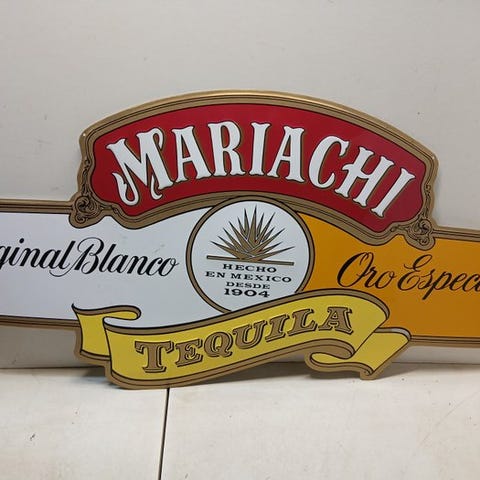 MARIACHI
ginal Blanco
Oro Espec
HECHO
EN MEXICO
DESDE
1904
TEQUILA